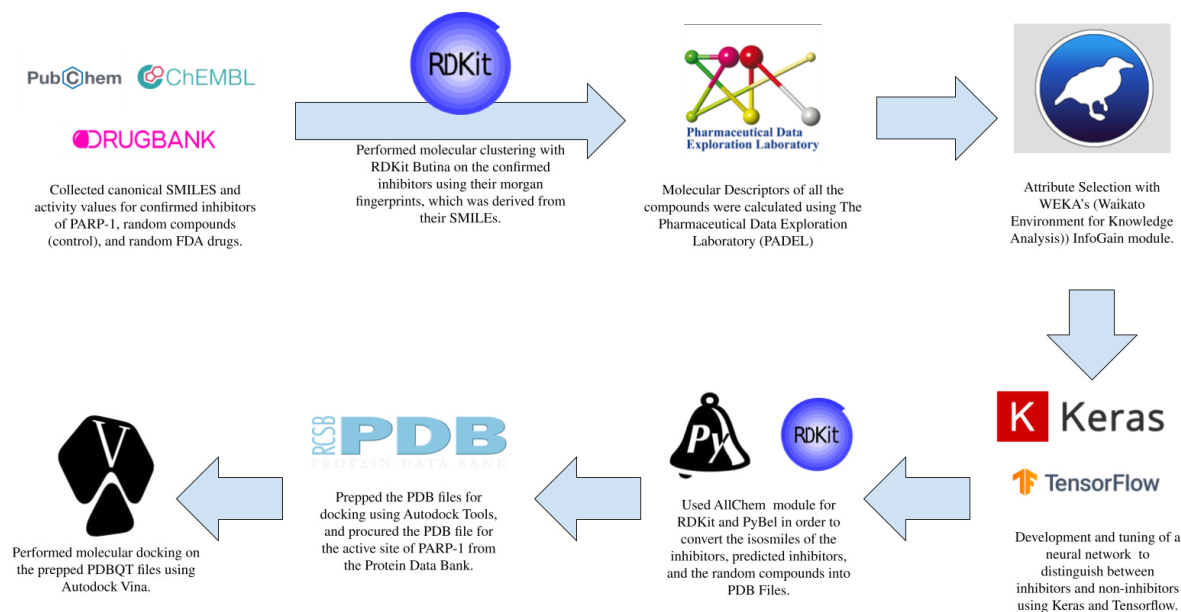 PubChem
ChEMBL
DRUGBANK
Collected canonical SMILES and
activity values for confirmed inhibitors
of PARP-1, random compounds
(control), and random FDA drugs.
RDKit
Performed molecular clustering with
RDKit Butina on the confirmed
inhibitors using their morgan
fingerprints, which was derived from
their SMILEs.
Pharmaceutical Data
Exploration Laboratory
Molecular Descriptors of all the
compounds were calculated using The
Pharmaceutical Data Exploration
Laboratory (PADEL)
Attribute Selection with
WEKA's (Waikato
Environment for Knowledge
Analysis)) InfoGain module.
K Keras
TensorFlow
Development and tuning of a
neural network to
distinguish between
inhibitors and non-inhibitors
using Keras and Tensorflow.
Py
RDKit
Used AllChem module for
RDKit and PyBel in order to
convert the isosmiles of the
inhibitors, predicted inhibitors,
and the random compounds into
PDB Files.
RCSB
PDB
PROTEIN DATA BANK
Prepped the PDB files for
docking using Autodock Tools,
and procured the PDB file for
the active site of PARP-1 from
the Protein Data Bank.
V
Performed molecular docking on
the prepped PDBQT files using
Autodock Vina.